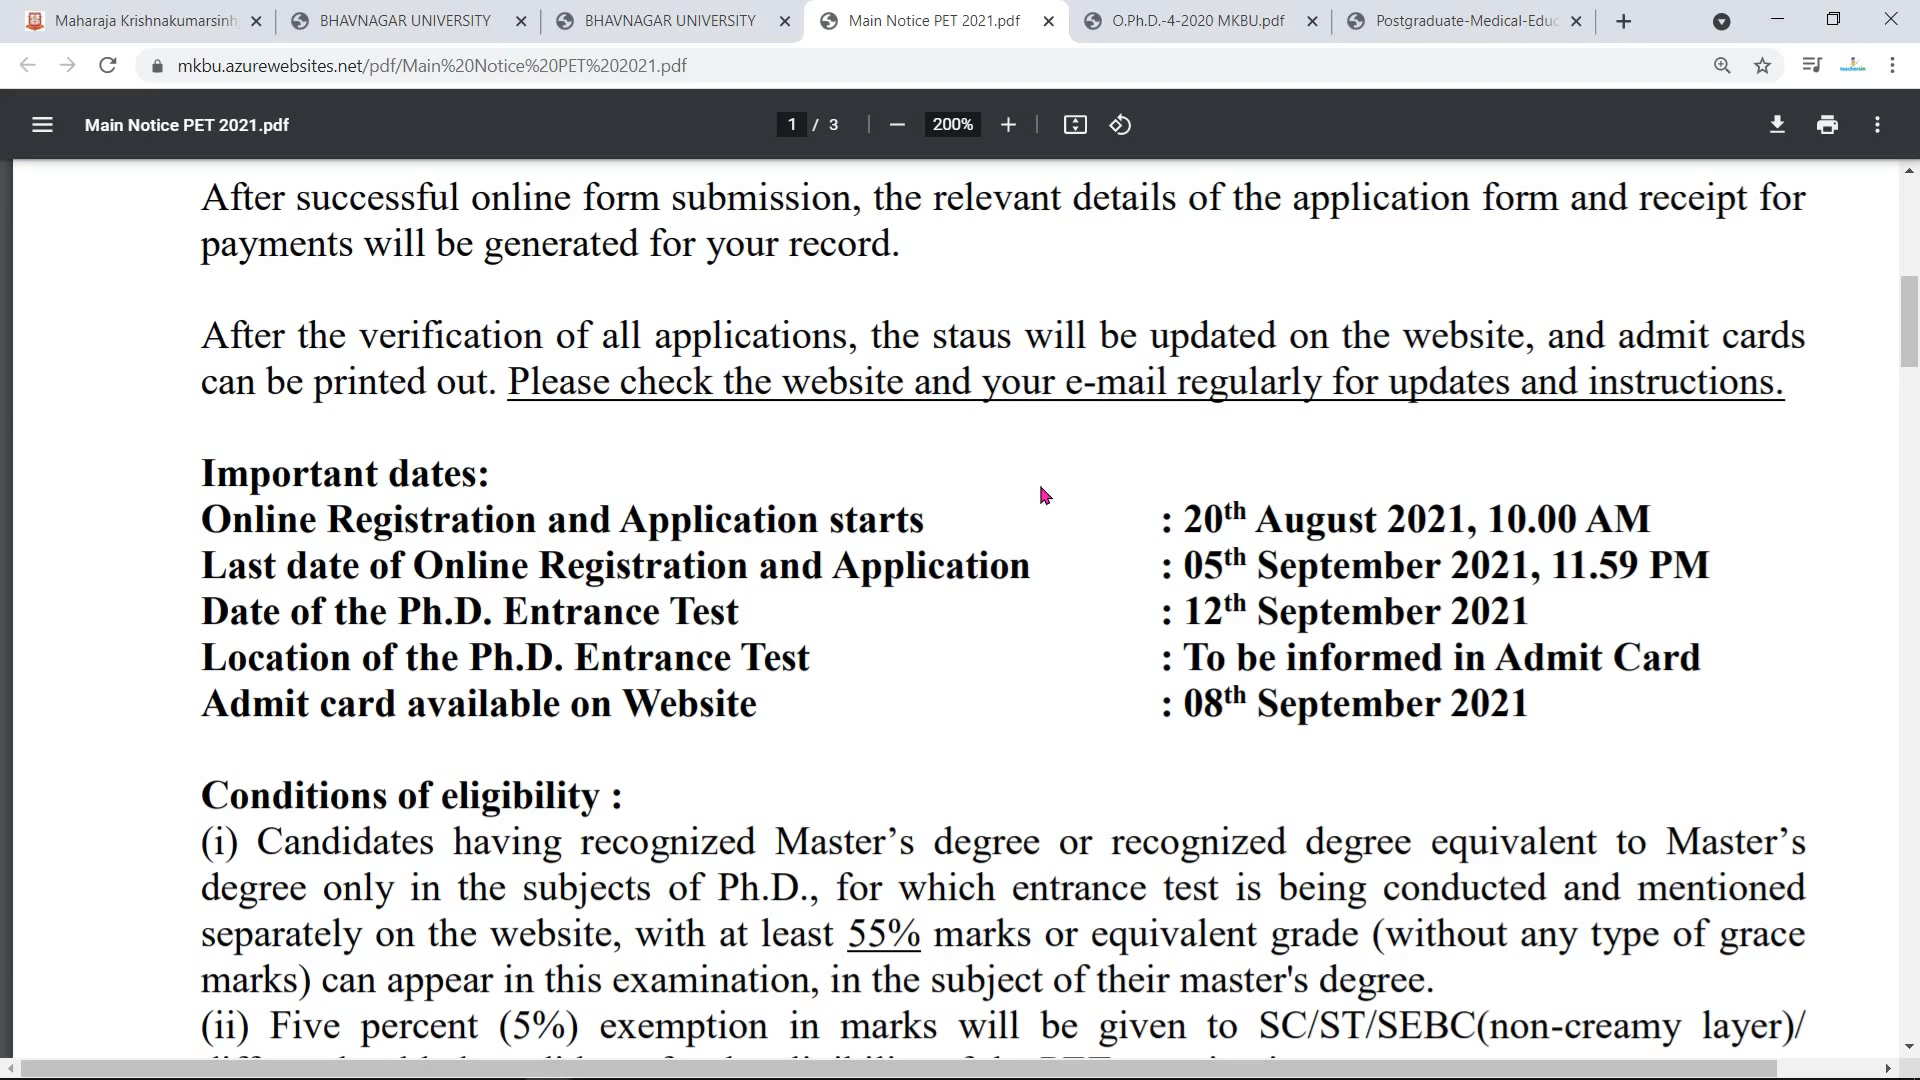 Maharaja Krishnakumarsinh
BHAVNAGAR UNIVERSITY
BHAVNAGAR UNIVERSITY
Main Notice PET 2021.pdf
O.Ph.D.-4-2020 MKBU.pdf
Postgraduate-Medical-Educ
mkbu.azurewebsites.net/pdf/Main%20Notice%20PET%202021.pdf
Main Notice PET 2021.pdf
1 / 3
200%
After successful online form submission, the relevant details of the application form and receipt for
payments will be generated for your record.
After the verification of all applications, the staus will be updated on the website, and admit cards
can be printed out. Please check the website and your e-mail regularly for updates and instructions.
Important dates:
Online Registration and Application starts : 20th August 2021, 10.00 AM
Last date of Online Registration and Application : 05th September 2021, 11.59 PM
Date of the Ph.D. Entrance Test : 12th September 2021
Location of the Ph.D. Entrance Test : To be informed in Admit Card
Admit card available on Website : 08th September 2021
Conditions of eligibility :
(i) Candidates having recognized Master’s degree or recognized degree equivalent to Master’s
degree only in the subjects of Ph.D., for which entrance test is being conducted and mentioned
separately on the website, with at least 55% marks or equivalent grade (without any type of grace
marks) can appear in this examination, in the subject of their master's degree.
(ii) Five percent (5%) exemption in marks will be given to SC/ST/SEBC(non-creamy layer)/